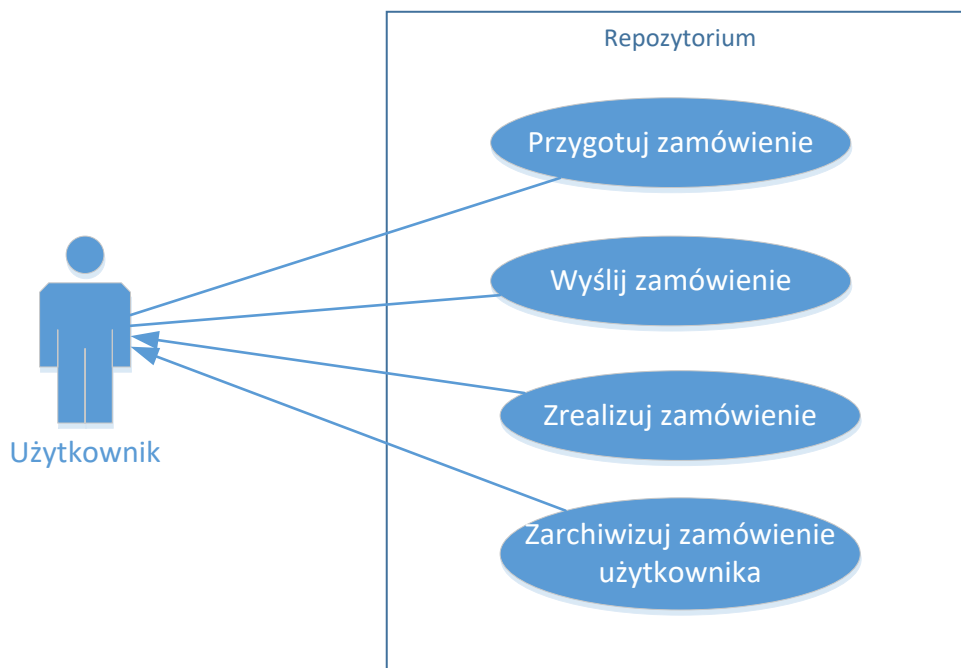 Repozytorium
Przygotuj zamówienie
Wyślij zamówienie
Zrealizuj zamówienie
Użytkownik
Zarchiwizuj zamówienie
użytkownika